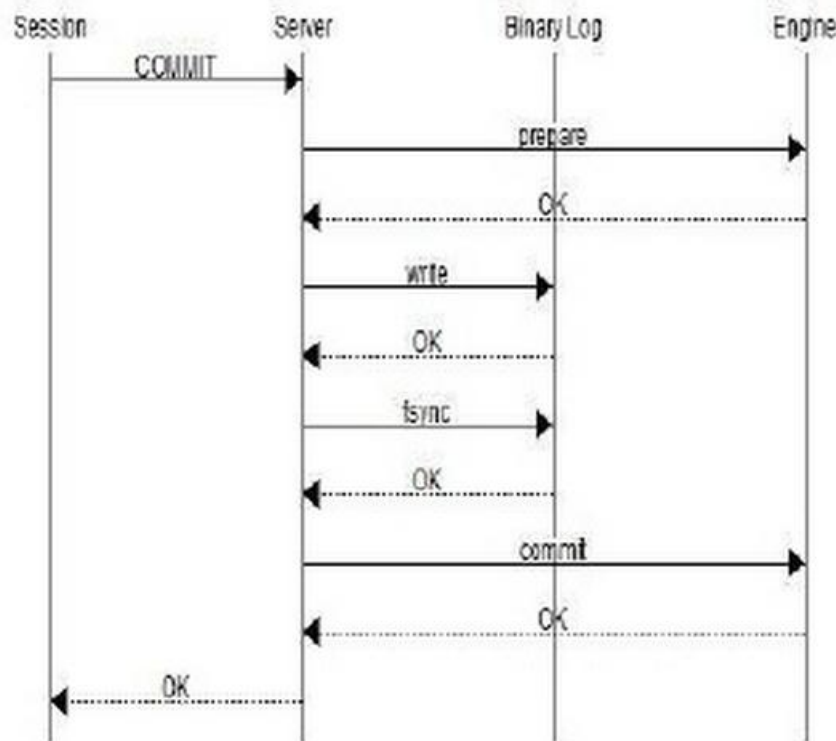 Session Server Binary Log Engine
COMMIT
prepare
OK
write
OK
fsync
OK
commit
OK
OK